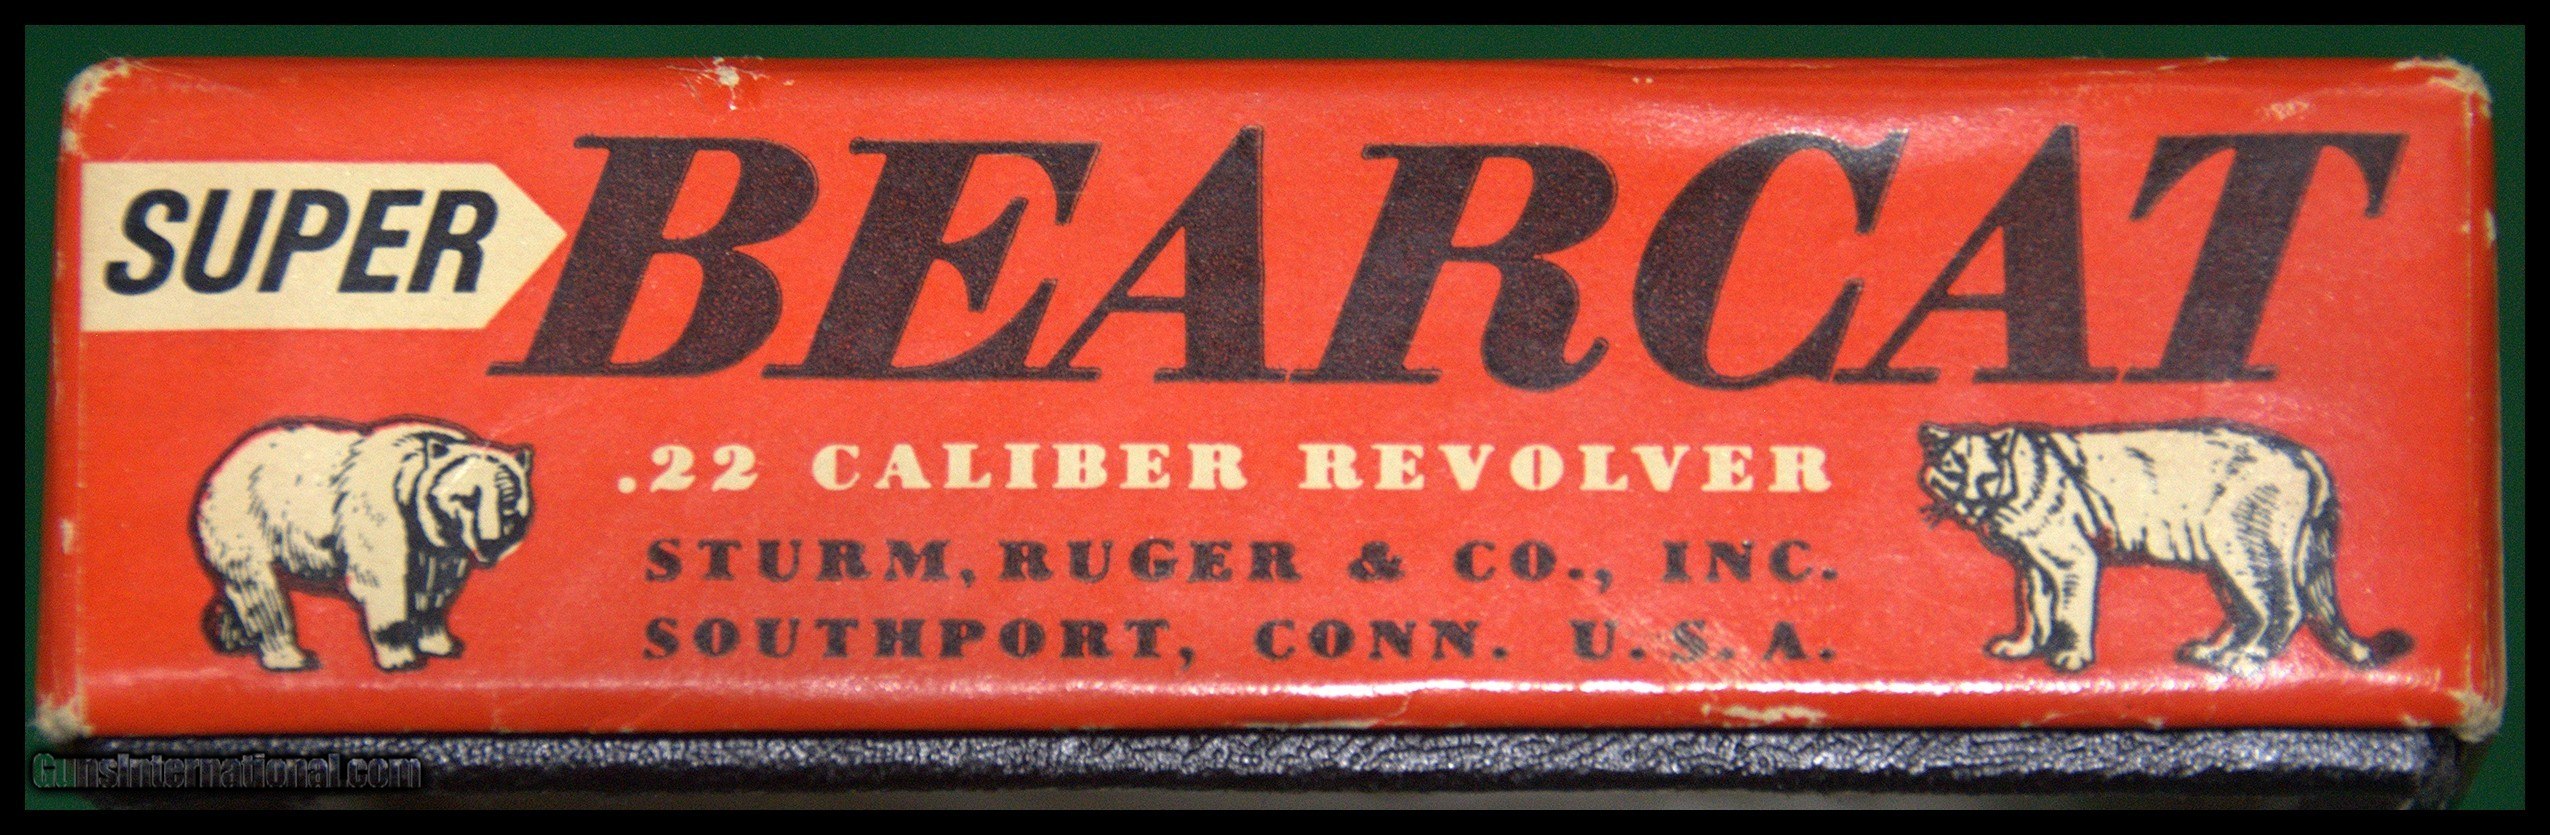 SUPER BEARCAT
.22 CALIBER REVOLVER
STURM, RUGER & CO., INC.
SOUTHPORT, CONN. U.S.A.
GunsInternational.com